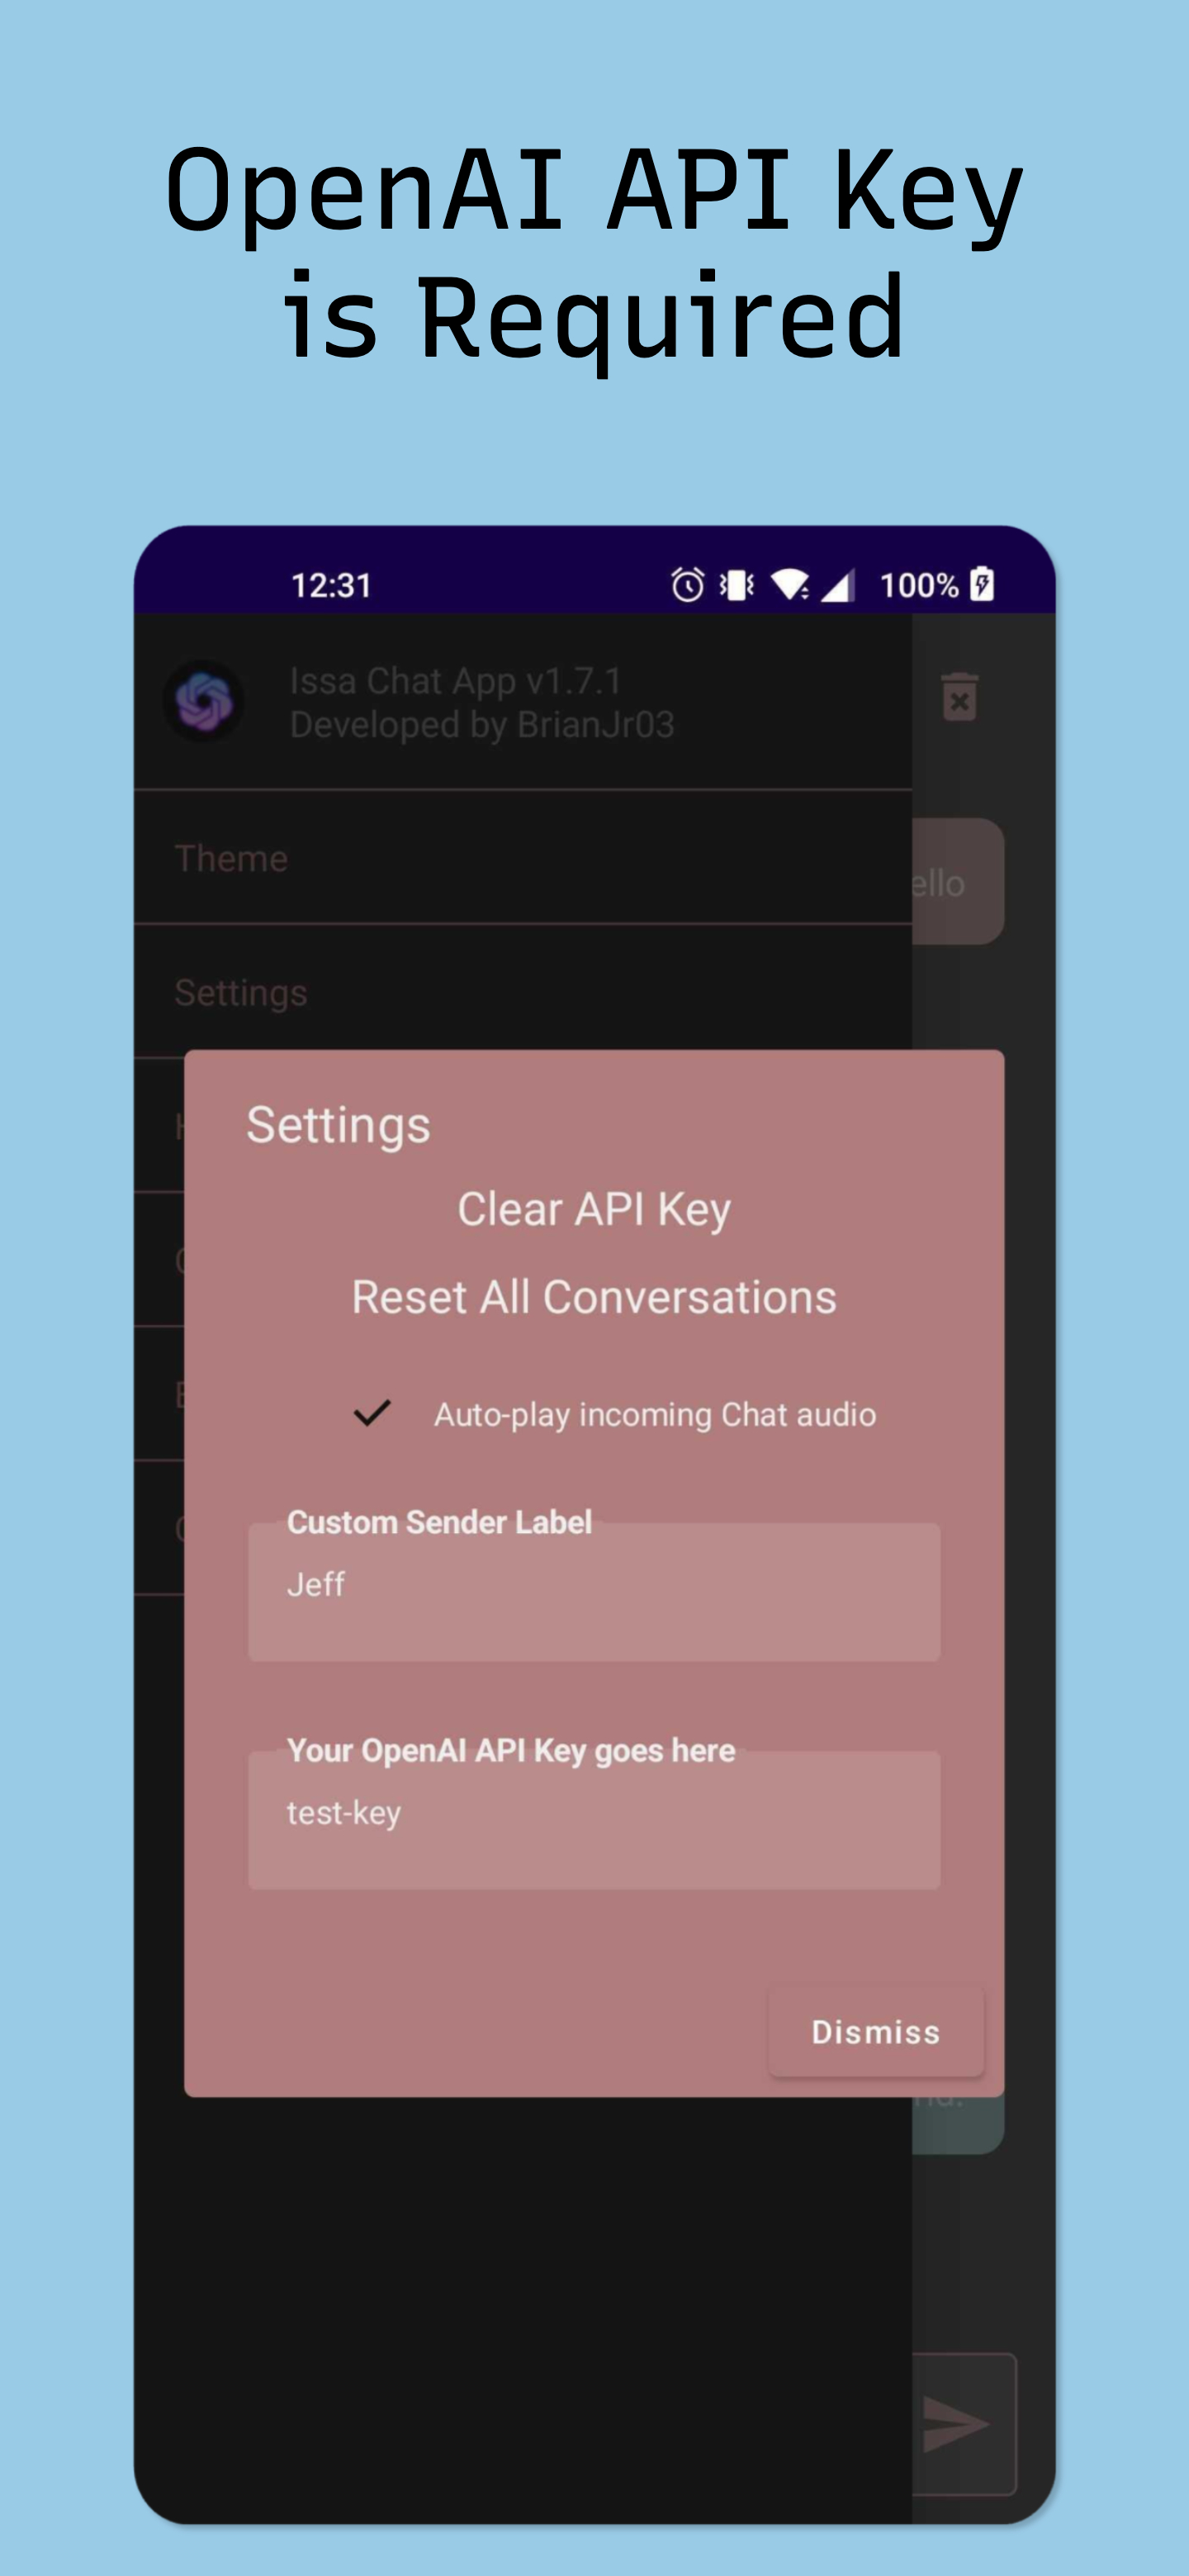 OpenAI API Key
is Required
12:31
100%
Issa Chat App v1.7.1
Developed by BrianJr03
Theme
ello
Settings
Settings
Clear API Key
Reset All Conversations
Auto-play incoming Chat audio
Custom Sender Label
Jeff
Your OpenAI API Key goes here
test-key
Dismiss